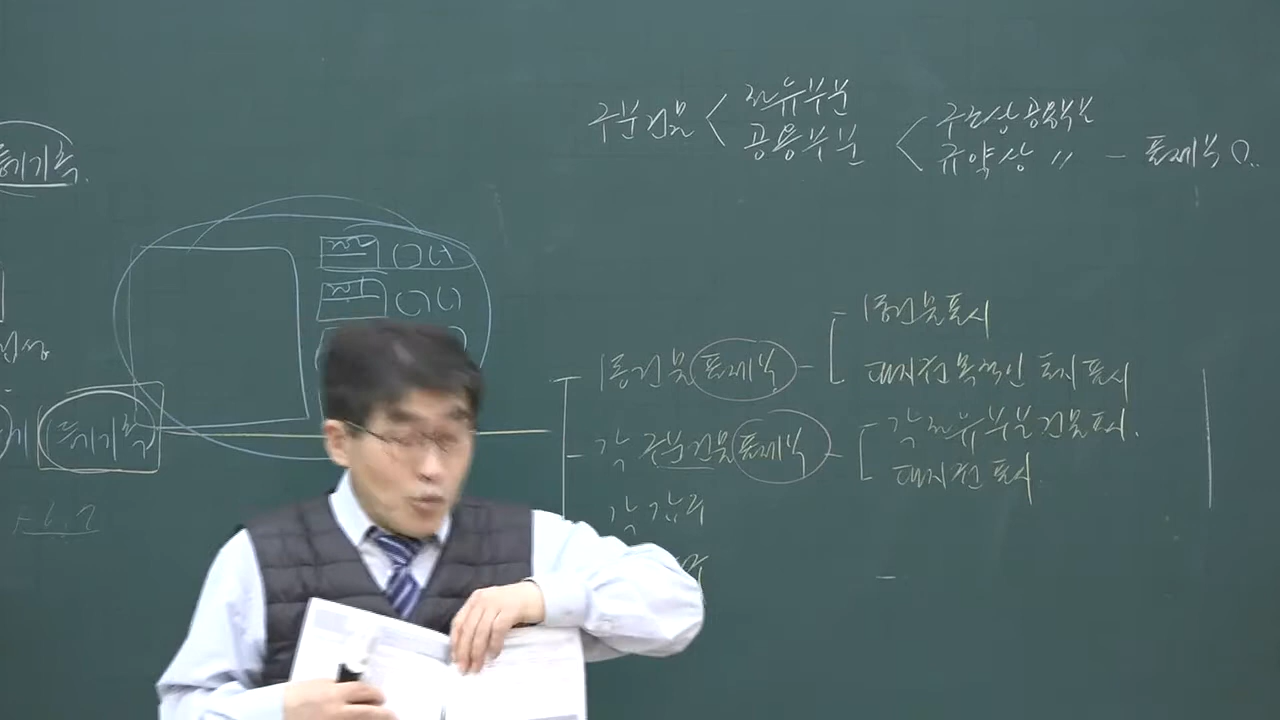 구분건물 < 전유부분
공용부분 < 구조상 공용부분
규약상 〃 - 표제부 O..
등기기록.
1동건물 표제부 - 1동건물표시
대지권 목적인 토지표시
각 구분건물 표제부 - 각 전유부분건물표시.
대지권 표시.
등기기록
각 갑구